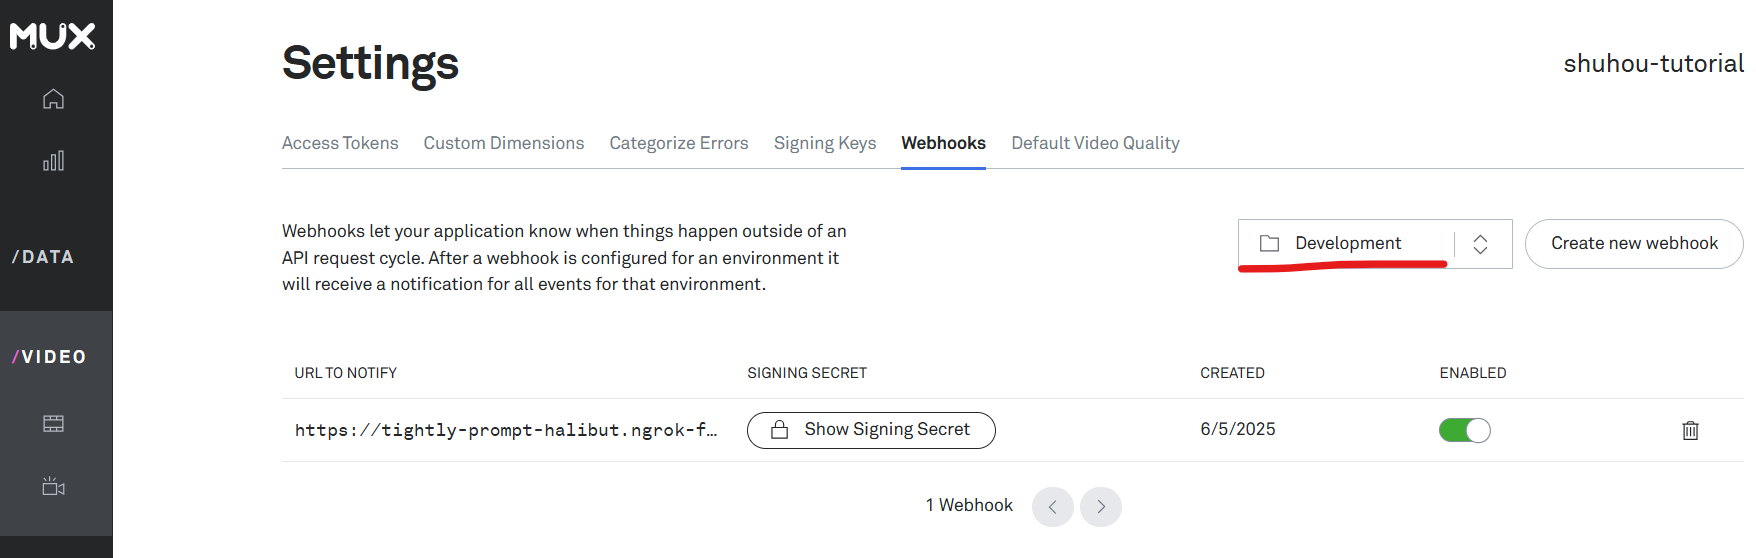 MUX
Settings
shuhou-tutorial
Access Tokens Custom Dimensions Categorize Errors Signing Keys Webhooks Default Video Quality
/DATA
Webhooks let your application know when things happen outside of an
API request cycle. After a webhook is configured for an environment it
will receive a notification for all events for that environment.
Development
Create new webhook
/VIDEO
URL TO NOTIFY SIGNING SECRET CREATED ENABLED
https://tightly-prompt-halibut.ngrok-f… Show Signing Secret 6/5/2025
1 Webhook